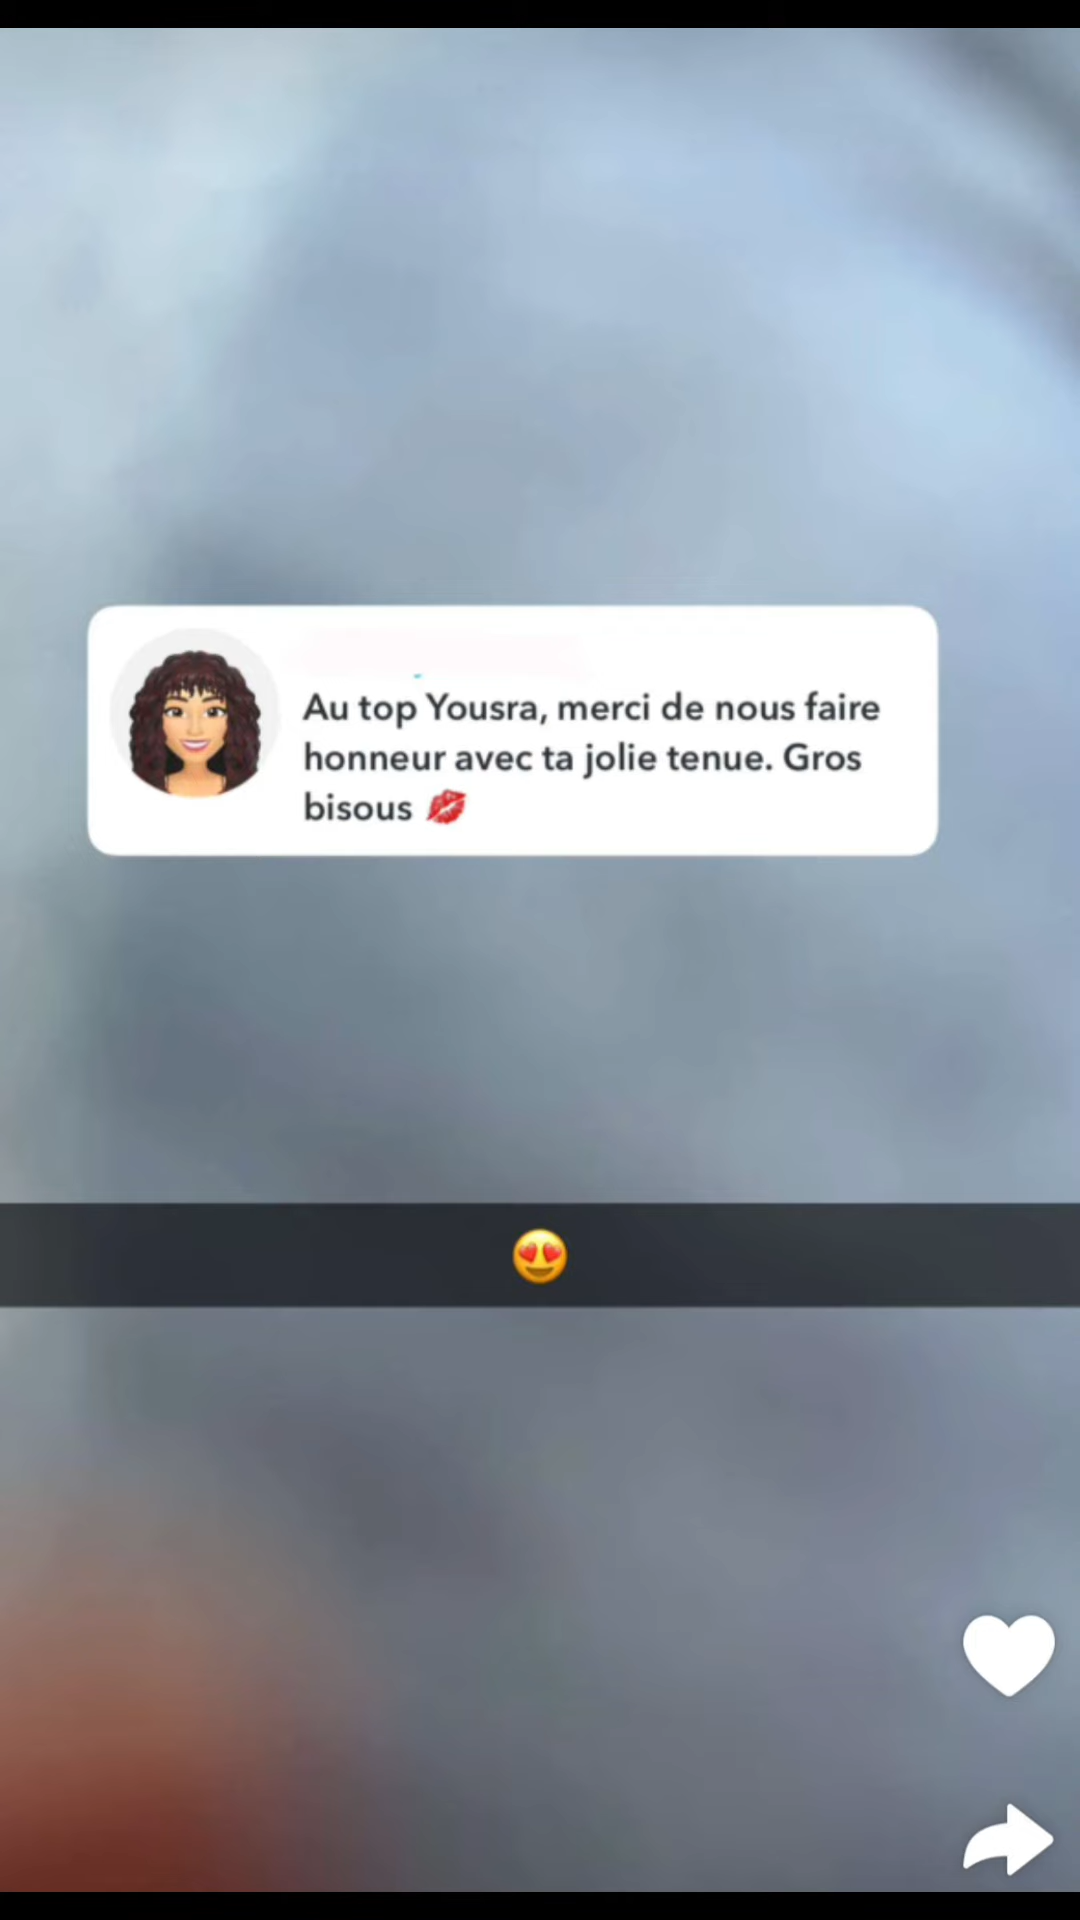 Au top Yousra, merci de nous faire
honneur avec ta jolie tenue. Gros
bisous 💋
😍